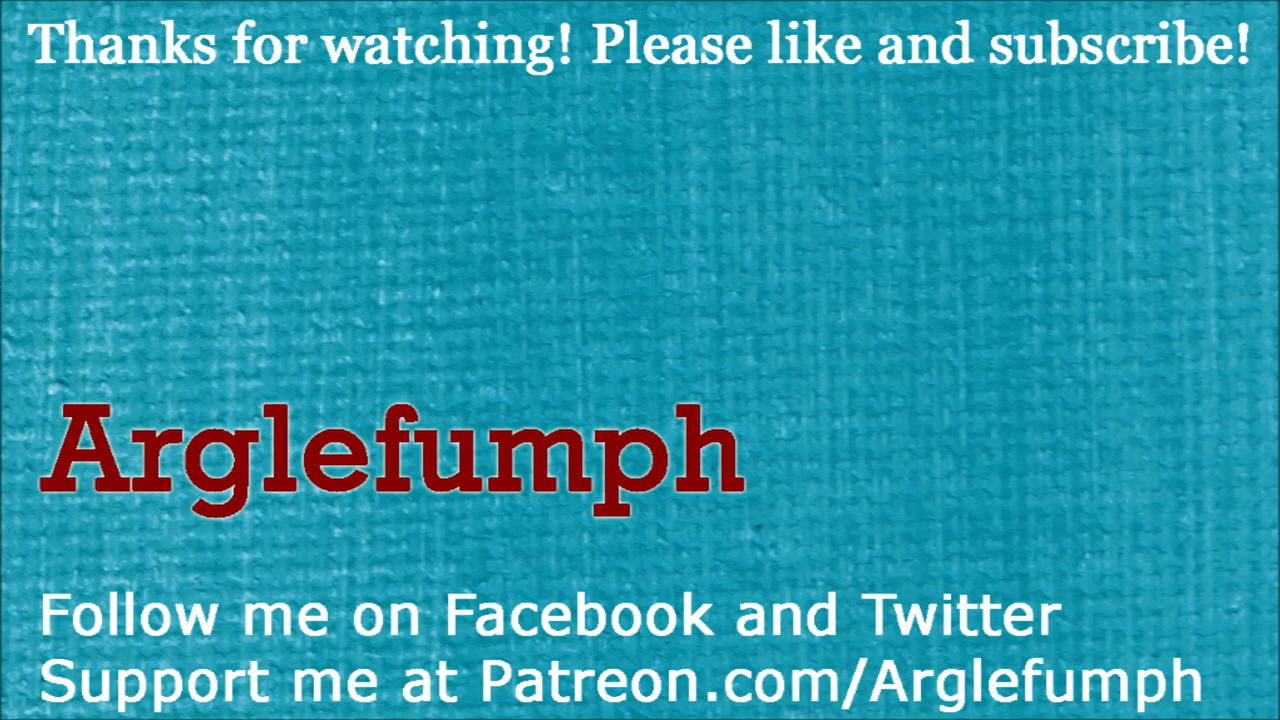 Thanks for watching! Please like and subscribe!
Arglefumph
Follow me on Facebook and Twitter
Support me at Patreon.com/Arglefumph